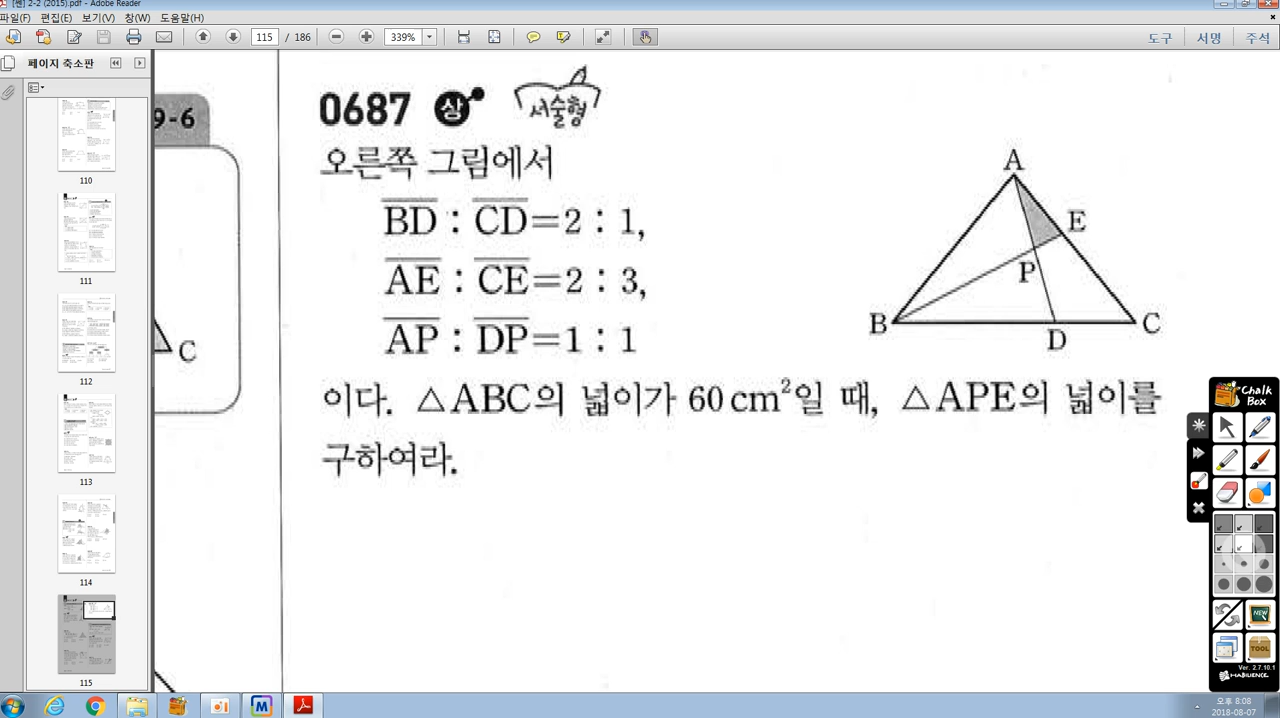 [쎈] 2-2 (2015).pdf - Adobe Reader
파일(F) 편집(E) 보기(V) 창(W) 도움말(H)
115 / 186 339% 도구 서명 주석
페이지 축소판
110
111
112
113
114
115
9-6
C
0687 상 서술형
오른쪽 그림에서
BD : CD=2 : 1,
AE : CE=2 : 3,
AP : DP=1 : 1
이다. △ABC의 넓이가 60 cm²일 때, △APE의 넓이를
구하여라.
A
E
P
B
D
C
Chalk
Box
NEW
TOOL
Ver. 2.7.10.1
MABILIENCE
오후 8:08
2018-08-07